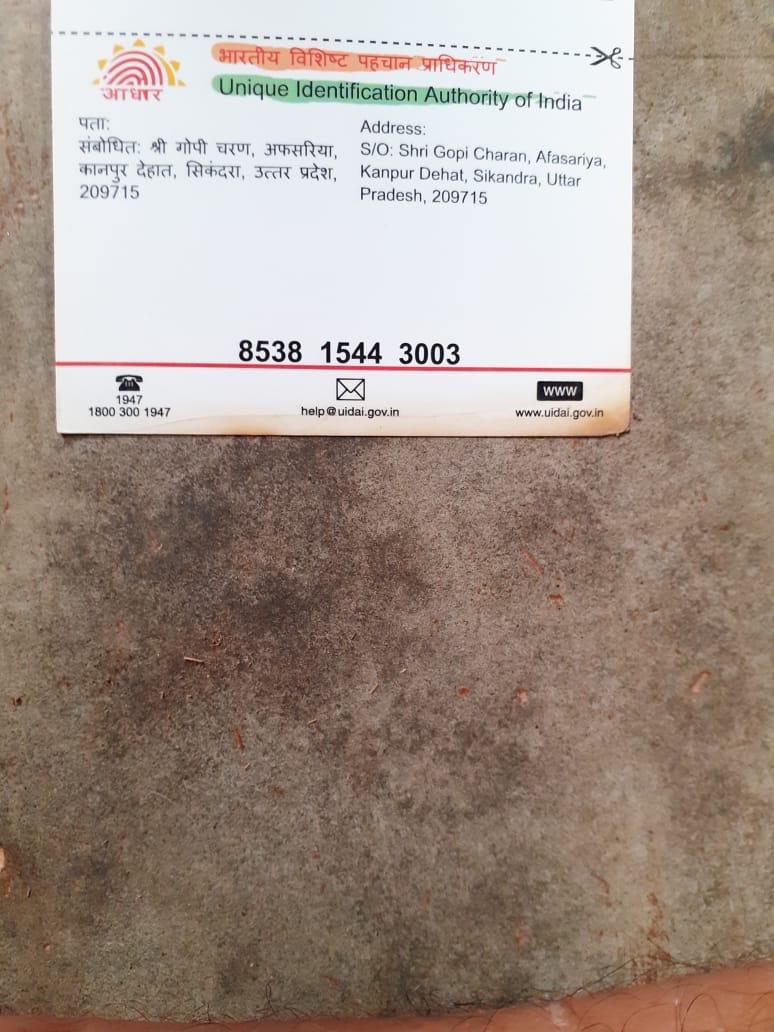 आधार
भारतीय विशिष्ट पहचान प्राधिकरण
Unique Identification Authority of India
पता:
संबोधित: श्री गोपी चरण, अफसरिया,
कानपुर देहात, सिकंदरा, उत्तर प्रदेश,
209715
Address:
S/O: Shri Gopi Charan, Afasariya,
Kanpur Dehat, Sikandra, Uttar
Pradesh, 209715
8538 1544 3003
1947
1800 300 1947
help@uidai.gov.in
WWW
www.uidai.gov.in